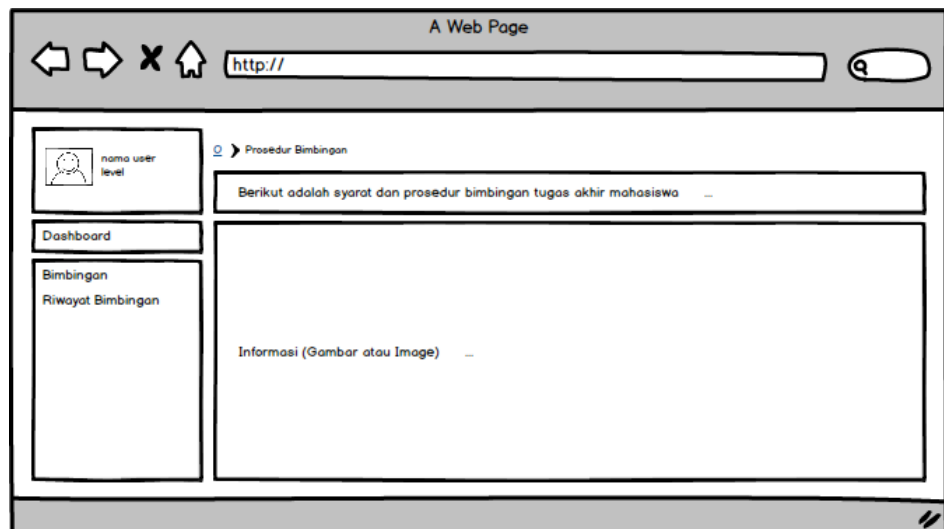 A Web Page
http://
nama user
level
O
Prosedur Bimbingan
Berikut adalah syarat dan prosedur bimbingan tugas akhir mahasiswa ...
Dashboard
Bimbingan
Riwayat Bimbingan
Informasi (Gambar atau Image) ...